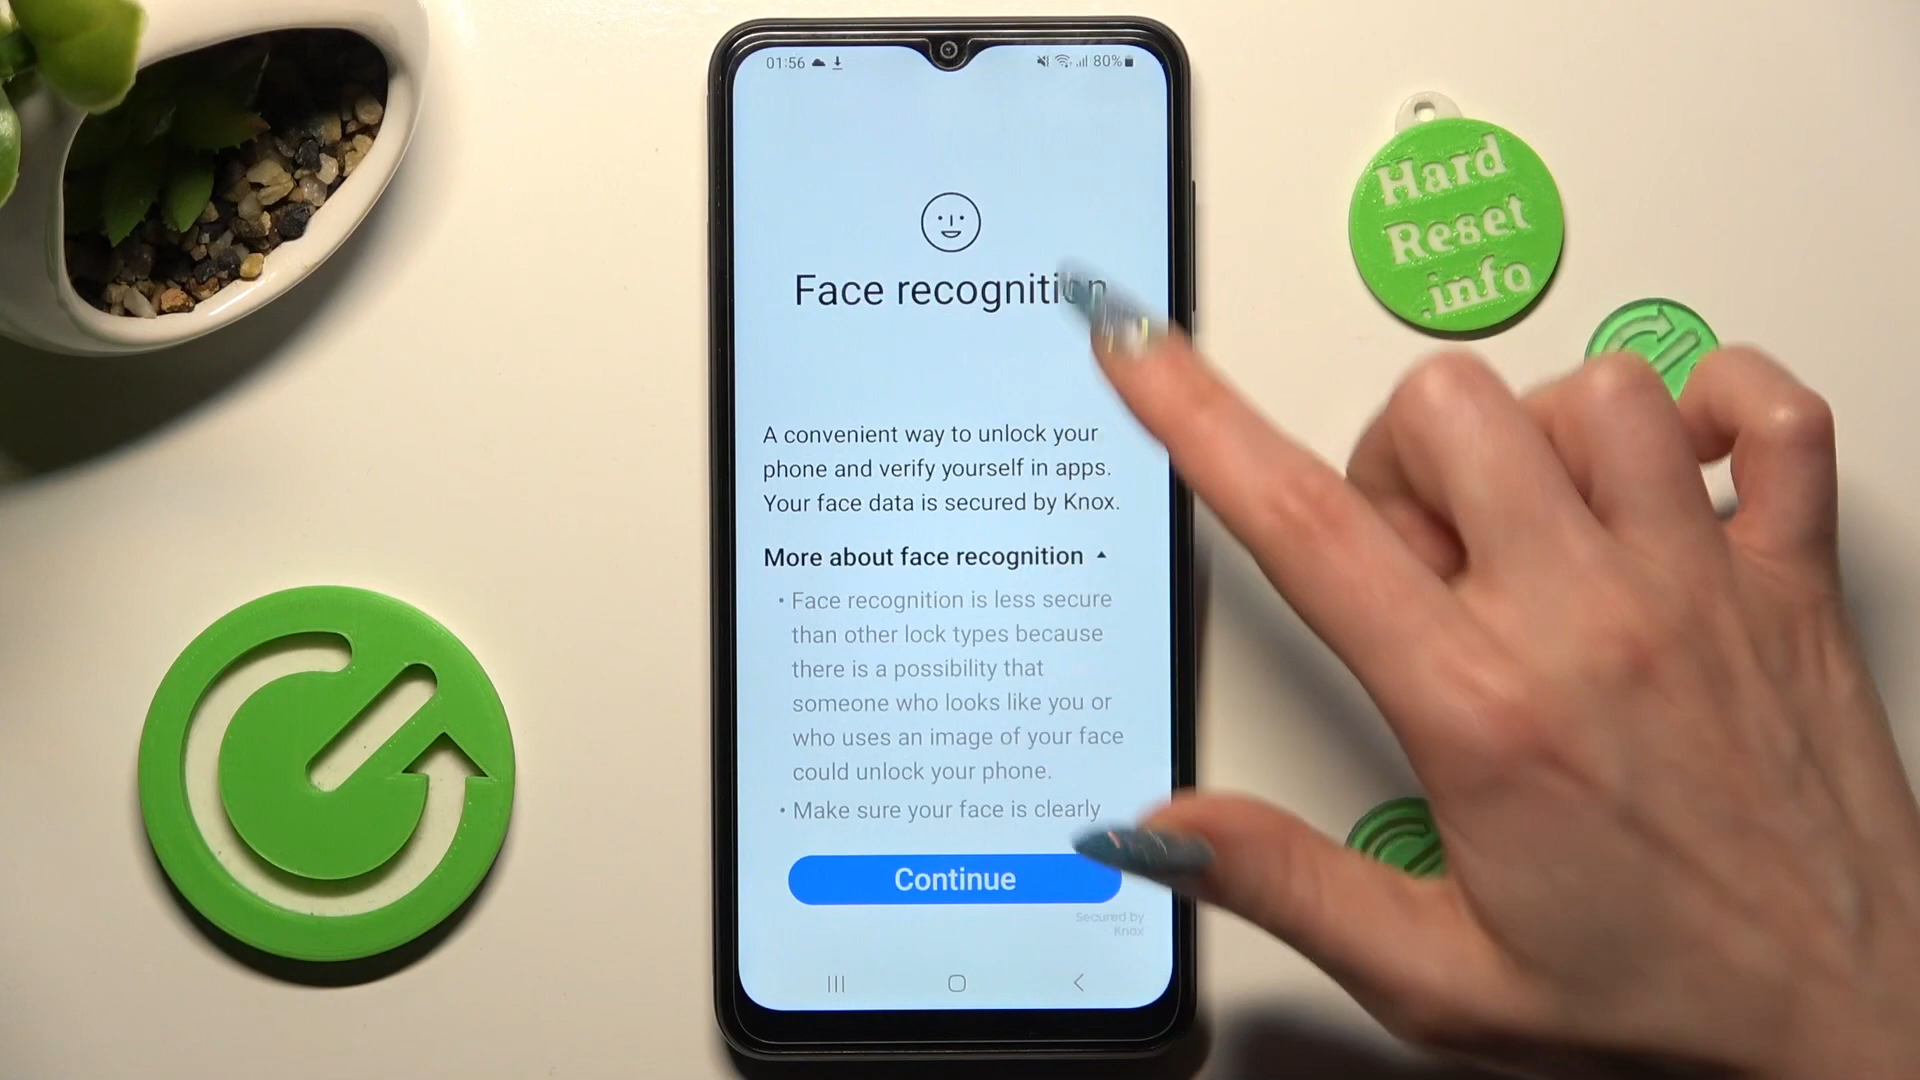 01:56
80%
Face recognition
A convenient way to unlock your
phone and verify yourself in apps.
Your face data is secured by Knox.
More about face recognition
• Face recognition is less secure
than other lock types because
there is a possibility that
someone who looks like you or
who uses an image of your face
could unlock your phone.
• Make sure your face is clearly
Continue
Secured by
Knox
Hard
Reset
.info